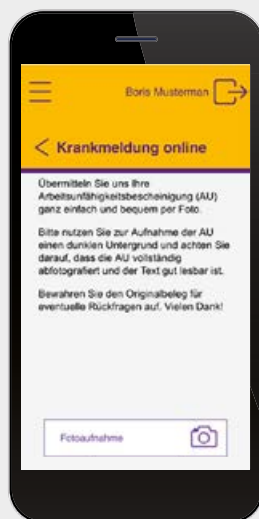 Boris Musterman
Krankmeldung online
Übermitteln Sie uns Ihre
Arbeitsunfähigkeitsbescheinigung (AU)
ganz einfach und bequem per Foto.
Bitte nutzen Sie zur Aufnahme der AU
einen dunklen Untergrund und achten Sie
darauf, dass die AU vollständig
abfotografiert und der Text gut lesbar ist.
Bewahren Sie den Originalbeleg für
eventuelle Rückfragen auf. Vielen Dank!
Fotoaufnahme